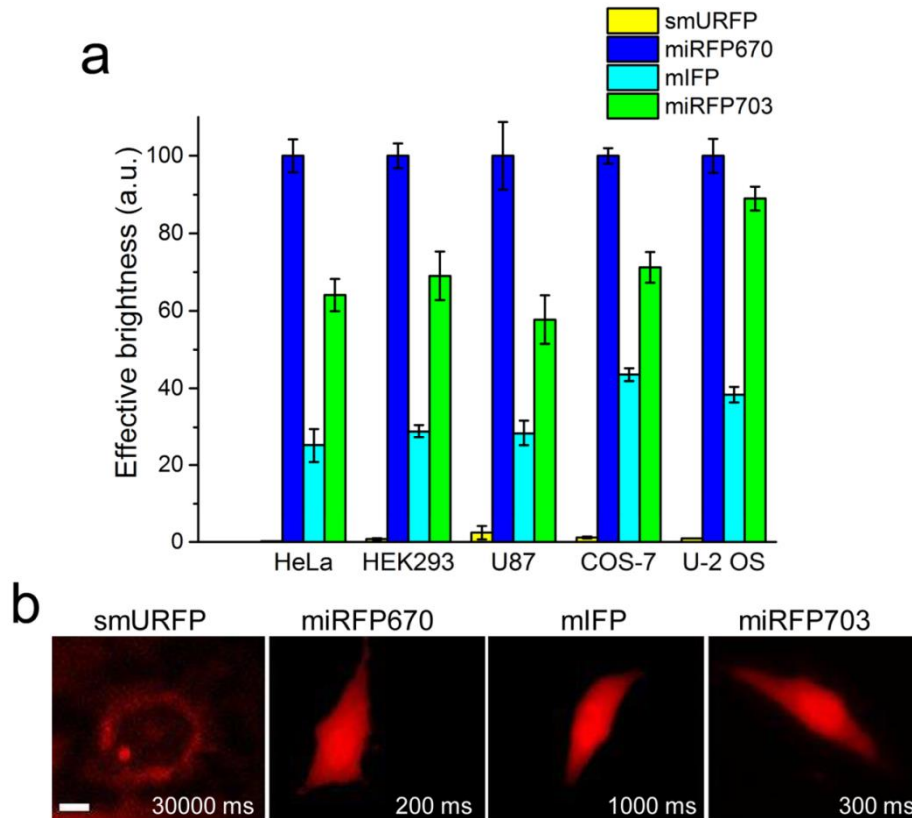 a
smURFP
miRFP670
mIFP
miRFP703
Effective brightness (a.u.)
100
80
60
40
20
0
HeLa HEK293 U87 COS-7 U-2 OS
b
smURFP miRFP670 mIFP miRFP703
30000 ms 200 ms 1000 ms 300 ms